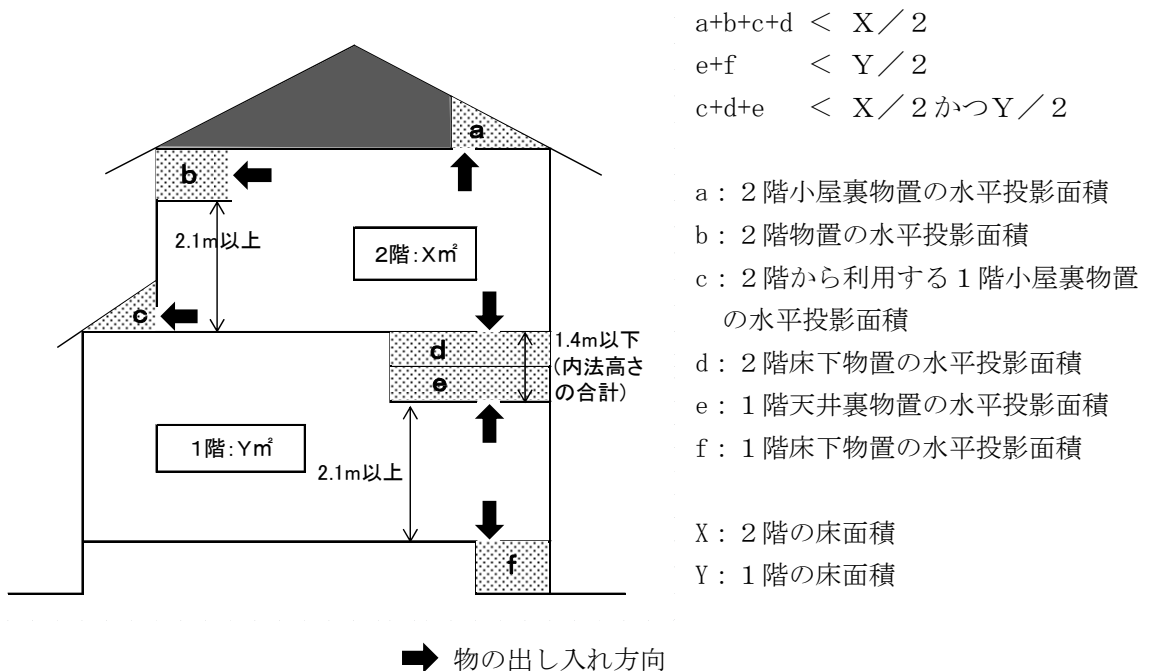 a+b+c+d ＜ X／2
e+f ＜ Y／2
c+d+e ＜ X／2かつY／2
a
b
2.1m以上
2階:X㎡
c
d
e
1.4m以下
(内法高さ
の合計)
1階:Y㎡
2.1m以上
f
a：2階小屋裏物置の水平投影面積
b：2階物置の水平投影面積
c：2階から利用する1階小屋裏物置
の水平投影面積
d：2階床下物置の水平投影面積
e：1階天井裏物置の水平投影面積
f：1階床下物置の水平投影面積
X：2階の床面積
Y：1階の床面積
物の出し入れ方向